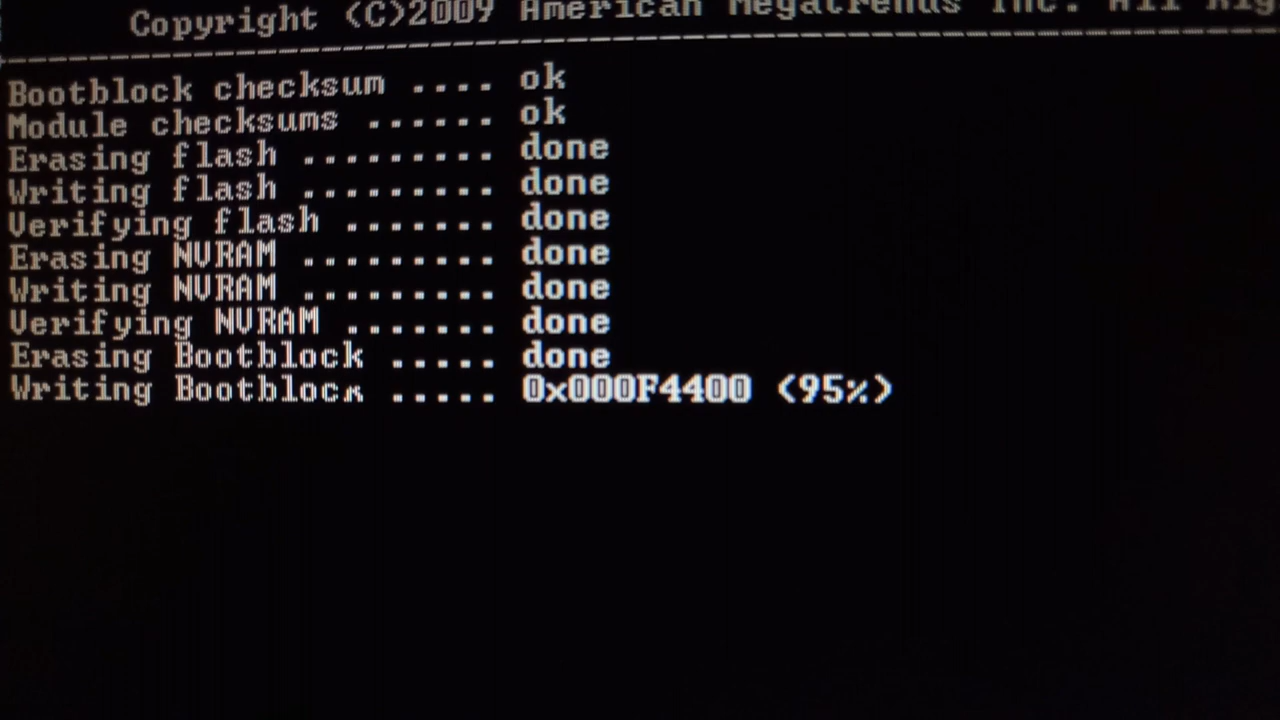 Copyright (C)2009 American Megatrends Inc. All Rig
Bootblock checksum .... ok
Module checksums ...... ok
Erasing flash ......... done
Writing flash ......... done
Verifying flash ....... done
Erasing NVRAM ......... done
Writing NVRAM ......... done
Verifying NVRAM ....... done
Erasing Bootblock ..... done
Writing Bootblock ..... 0x000F4400 (95%)